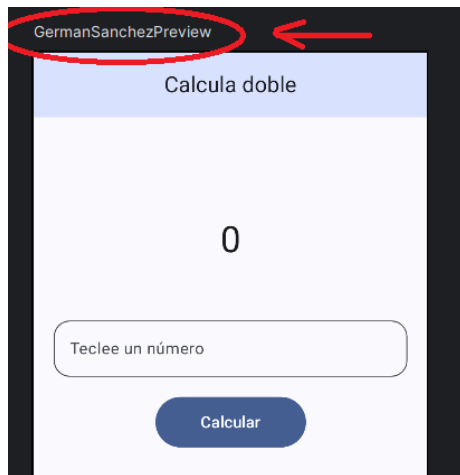 GermanSanchezPreview
Calcula doble
0
Teclee un número
Calcular